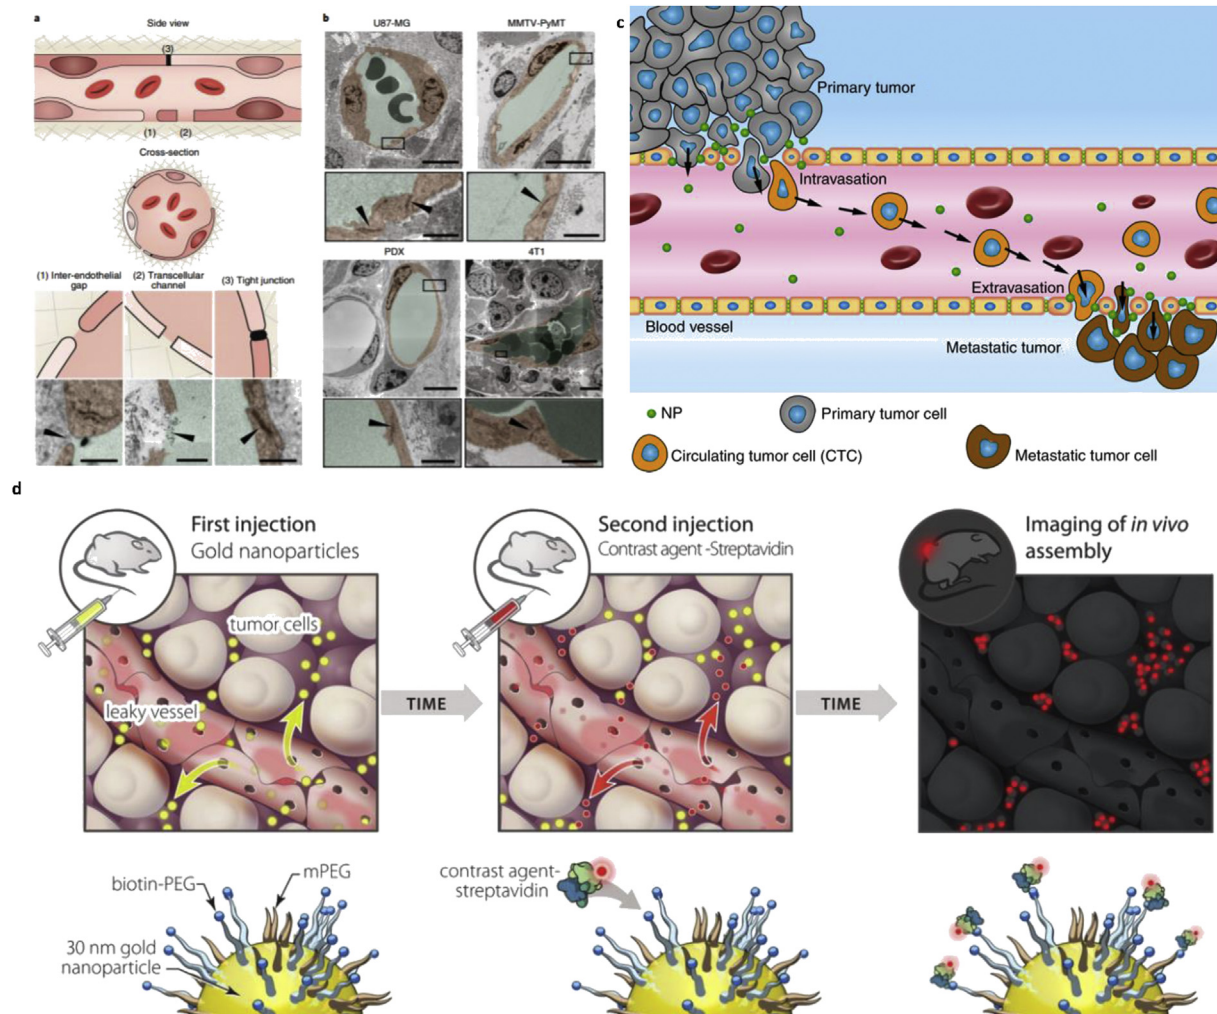 a
Side view
(3)
(1)
(2)
Cross-section
(1) Inter-endothelial
gap
(2) Transcellular
channel
(3) Tight junction
b
U87-MG
MMTV-PyMT
PDX
4T1
c
Primary tumor
Intravasation
Extravasation
Blood vessel
Metastatic tumor
NP
Primary tumor cell
Circulating tumor cell (CTC)
Metastatic tumor cell
d
First injection
Gold nanoparticles
tumor cells
leaky vessel
TIME
Second injection
Contrast agent -Streptavidin
TIME
Imaging of in vivo
assembly
biotin-PEG
mPEG
30 nm gold
nanoparticle
contrast agent-
streptavidin